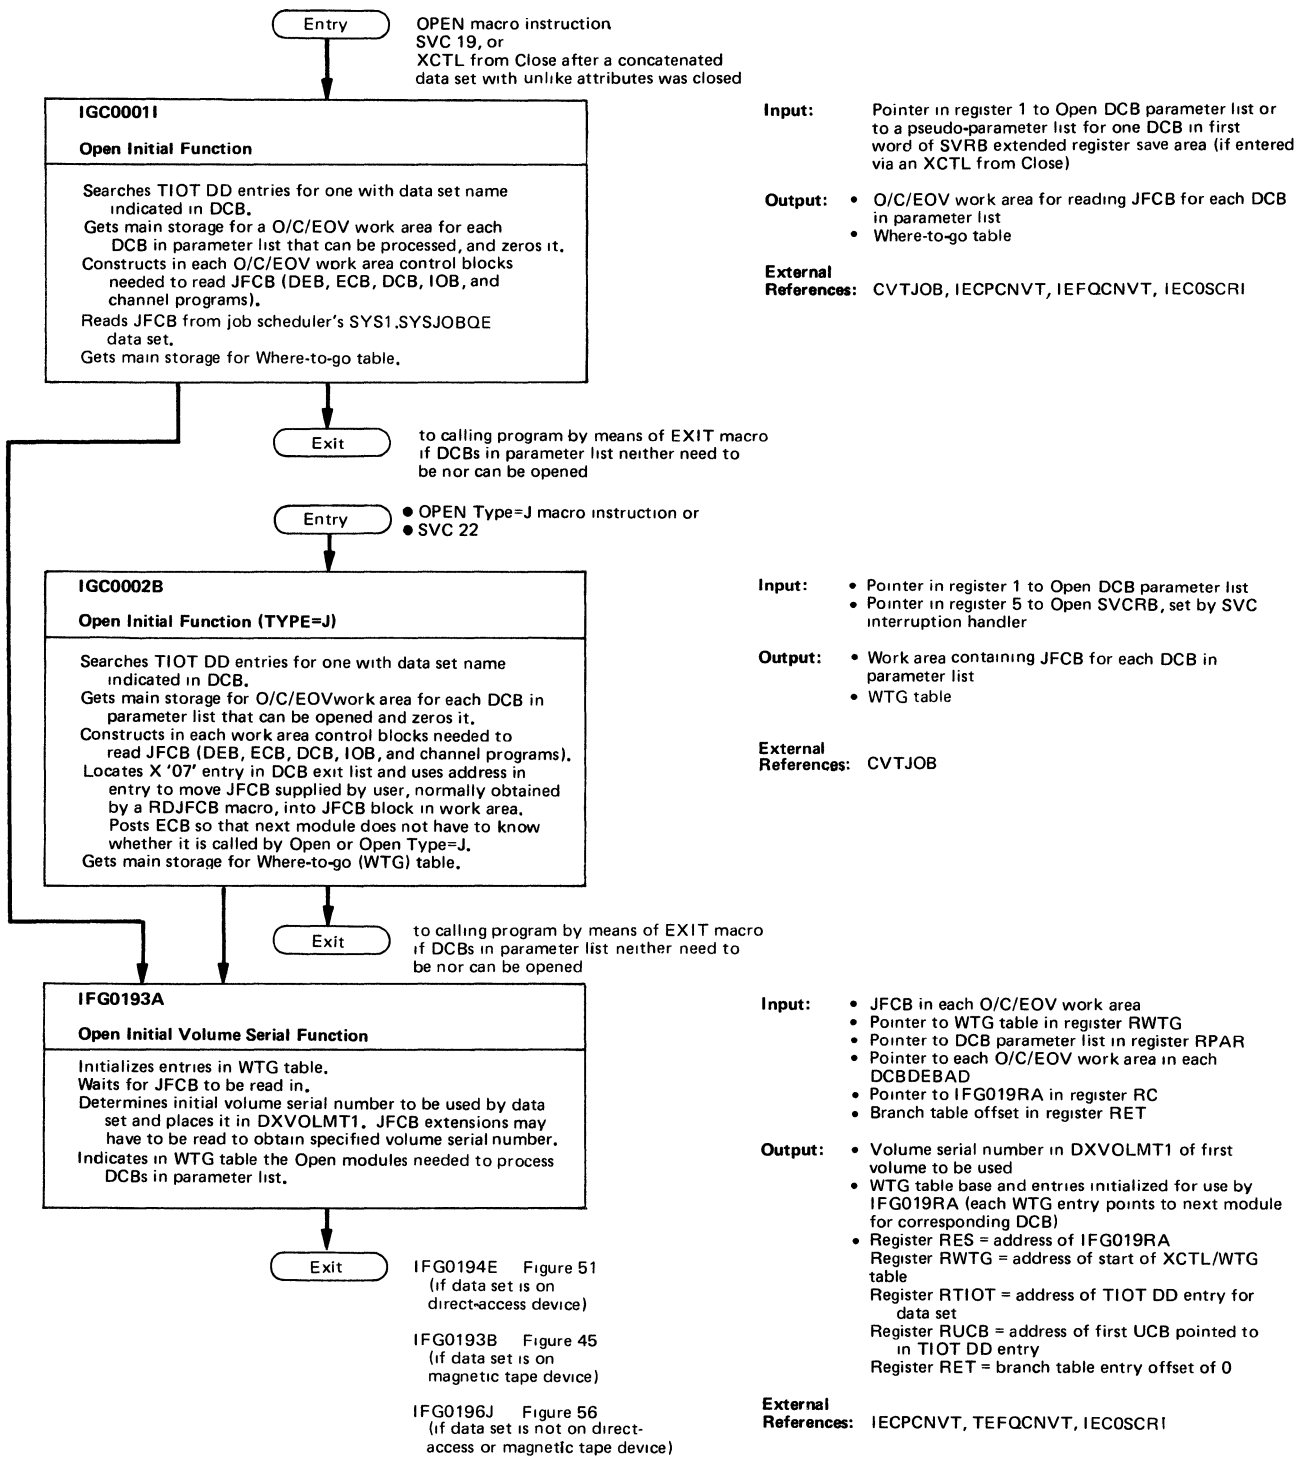 Entry
OPEN macro instruction
SVC 19, or
XCTL from Close after a concatenated
data set with unlike attributes was closed
IGC0001I
Open Initial Function
Searches TIOT DD entries for one with data set name
indicated in DCB.
Gets main storage for a O/C/EOV work area for each
DCB in parameter list that can be processed, and zeros it.
Constructs in each O/C/EOV work area control blocks
needed to read JFCB (DEB, ECB, DCB, IOB, and
channel programs).
Reads JFCB from job scheduler's SYS1.SYSJOBQE
data set.
Gets main storage for Where-to-go table.
Input: Pointer in register 1 to Open DCB parameter list or
to a pseudo-parameter list for one DCB in first
word of SVRB extended register save area (if entered
via an XCTL from Close)
Output: • O/C/EOV work area for reading JFCB for each DCB
in parameter list
• Where-to-go table
External
References: CVTJOB, IECPCNVT, IEFQCNVT, IEC0SCRI
Exit
to calling program by means of EXIT macro
if DCBs in parameter list neither need to
be nor can be opened
Entry
• OPEN Type=J macro instruction or
• SVC 22
IGC0002B
Open Initial Function (TYPE=J)
Searches TIOT DD entries for one with data set name
indicated in DCB.
Gets main storage for O/C/EOVwork area for each DCB in
parameter list that can be opened and zeros it.
Constructs in each work area control blocks needed to
read JFCB (DEB, ECB, DCB, IOB, and channel programs).
Locates X '07' entry in DCB exit list and uses address in
entry to move JFCB supplied by user, normally obtained
by a RDJFCB macro, into JFCB block in work area.
Posts ECB so that next module does not have to know
whether it is called by Open or Open Type=J.
Gets main storage for Where-to-go (WTG) table.
Input: • Pointer in register 1 to Open DCB parameter list
• Pointer in register 5 to Open SVCRB, set by SVC
interruption handler
Output: • Work area containing JFCB for each DCB in
parameter list
• WTG table
External
References: CVTJOB
Exit
to calling program by means of EXIT macro
if DCBs in parameter list neither need to
be nor can be opened
IFG0193A
Open Initial Volume Serial Function
Initializes entries in WTG table.
Waits for JFCB to be read in.
Determines initial volume serial number to be used by data
set and places it in DXVOLMT1. JFCB extensions may
have to be read to obtain specified volume serial number.
Indicates in WTG table the Open modules needed to process
DCBs in parameter list.
Input: • JFCB in each O/C/EOV work area
• Pointer to WTG table in register RWTG
• Pointer to DCB parameter list in register RPAR
• Pointer to each O/C/EOV work area in each
DCBDEBAD
• Pointer to IFG019RA in register RC
• Branch table offset in register RET
Output: • Volume serial number in DXVOLMT1 of first
volume to be used
• WTG table base and entries initialized for use by
IFG019RA (each WTG entry points to next module
for corresponding DCB)
• Register RES = address of IFG019RA
Register RWTG = address of start of XCTL/WTG
table
Register RTIOT = address of TIOT DD entry for
data set
Register RUCB = address of first UCB pointed to
in TIOT DD entry
Register RET = branch table entry offset of 0
External
References: IECPCNVT, TEFQCNVT, IEC0SCRI
Exit
IFG0194E Figure 51
(if data set is on
direct-access device)
IFG0193B Figure 45
(if data set is on
magnetic tape device)
IFG0196J Figure 56
(if data set is not on direct-
access or magnetic tape device)